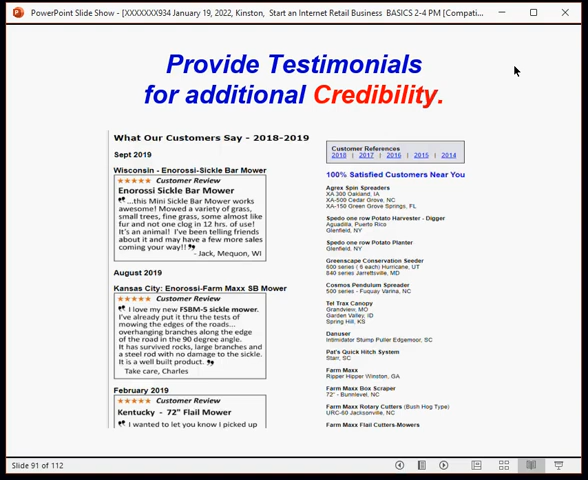 PowerPoint Slide Show - [XXXXXXX934 January 19, 2022, Kinston, Start an Internet Retail Business BASICS 2-4 PM [Compati...
Provide Testimonials
for additional Credibility.
What Our Customers Say - 2018-2019
Sept 2019
Wisconsin - Enorossi-Sickle Bar Mower
★★★★★ Customer Review
Enorossi Sickle Bar Mower
❝...this Mini Sickle Bar Mower works
awesome! Mowed a variety of grass,
small trees, fine grass, some almost like
fur and not one clog in 12 hrs. of use!
It's an animal! I've been telling friends
about it and may have a few more sales
coming your way!!❞
- Jack, Mequon, WI
August 2019
Kansas City: Enorossi-Farm Maxx SB Mower
★★★★★ Customer Review
❝ I love my new FSBM-5 sickle mower.
I've already put it thru the tests of
mowing the edges of the roads...
overhanging branches along the edge
of the road in the 90 degree angle.
It has survived rocks, large branches and
a steel rod with no damage to the sickle.
It is a well built product. ❞
Take care, Charles
February 2019
★★★★★ Customer Review
Kentucky - 72" Flail Mower
❝ I wanted to let you know I picked up
Customer References
2018 | 2017 | 2016 | 2015 | 2014
100% Satisfied Customers Near You
Agrex Spin Spreaders
XA 300 Oakland, IA
XA-500 Cedar Grove, NC
XA-150 Green Grove Springs, FL
Spedo one row Potato Harvester - Digger
Aguadilla, Puerto Rico
Glenfield, NY
Spedo one row Potato Planter
Glenfield, NY
Greenscape Conservation Seeder
600 series ( 6 each) Hurricane, UT
840 series Jarrettsville, MD
Cosmos Pendulum Spreader
500 series - Fuquay Varina, NC
Tel Trax Canopy
Grandview, MO
Garden Valley, ID
Spring Hill, KS
Danuser
Intimidator Stump Puller Edgemoor, SC
Pat's Quick Hitch System
Starr, SC
Farm Maxx
Ripper Hipper Winston, GA
Farm Maxx Box Scraper
72" - Bunnlevel, NC
Farm Maxx Rotary Cutters (Bush Hog Type)
URC-60 Jacksonville, NC
Farm Maxx Flail Cutters-Mowers
Slide 91 of 112